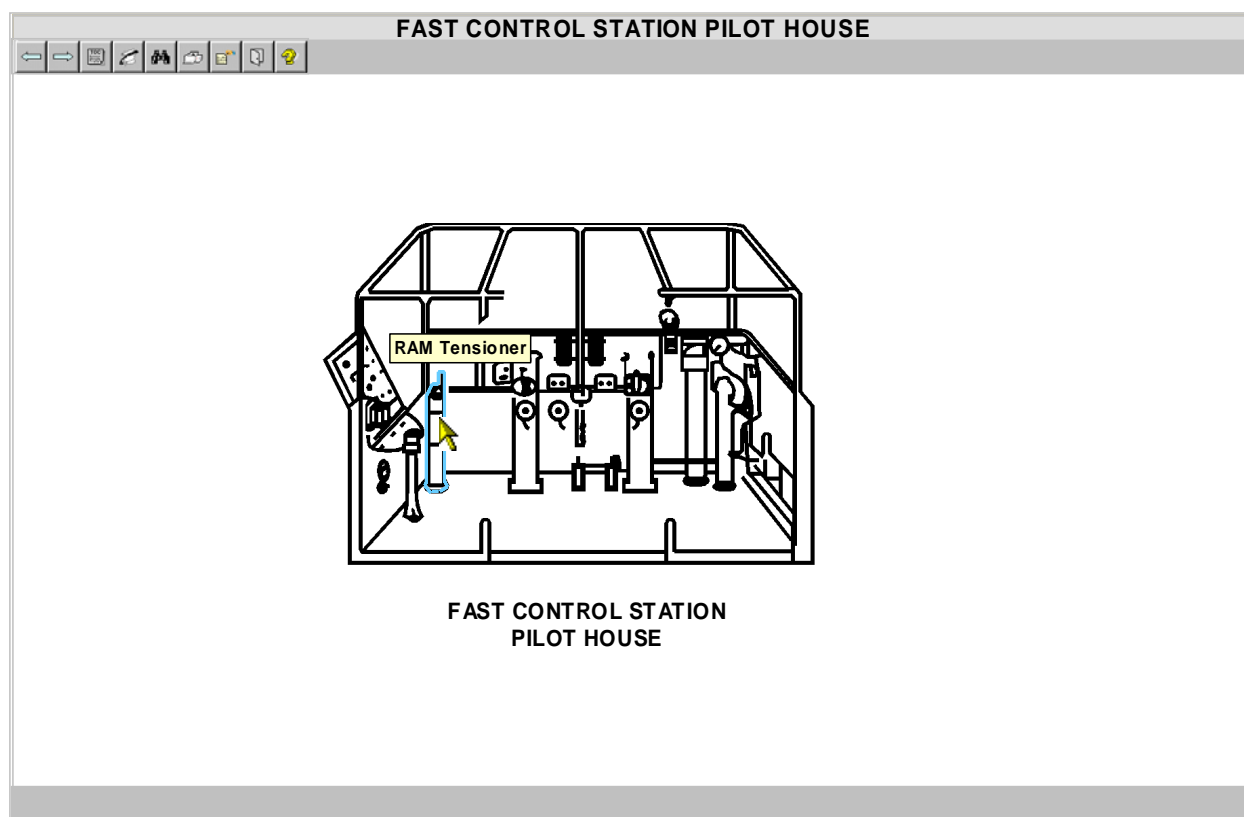 FAST CONTROL STATION PILOT HOUSE
RAM Tensioner
FAST CONTROL STATION
PILOT HOUSE